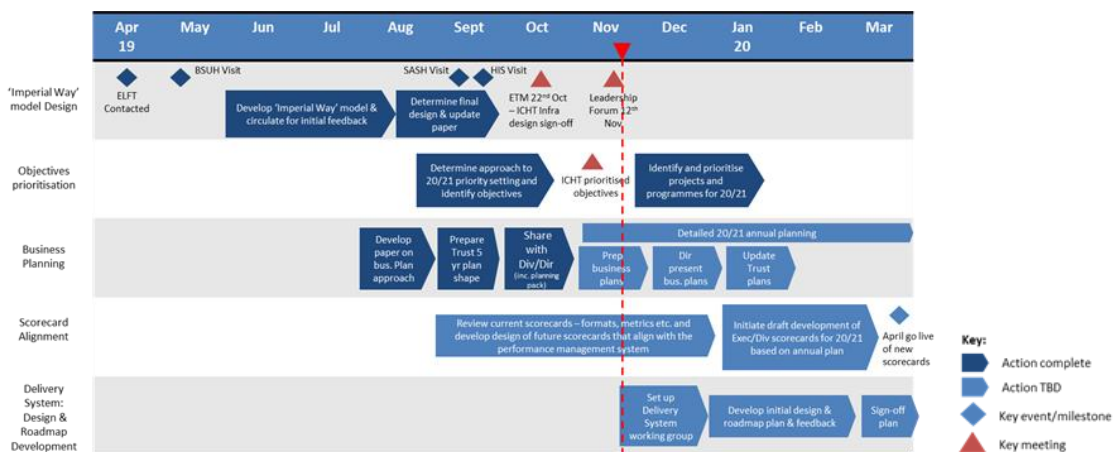 Apr
19
May
Jun
Jul
Aug
Sept
Oct
Nov
Dec
Jan
20
Feb
Mar
'Imperial Way'
model Design
ELFT
Contacted
BSUH Visit
Develop 'Imperial Way' model &
circulate for initial feedback
SASH Visit
HIS Visit
Determine final
design & update
paper
ETM 22nd Oct
– ICHT Infra
design sign-off
Leadership
Forum 12th
Nov
Objectives
prioritisation
Determine approach to
20/21 priority setting and
identify objectives
ICHT prioritised
objectives
Identify and prioritise
projects and
programmes for 20/21
Business
Planning
Develop
paper on
bus. Plan
approach
Prepare
Trust 5
yr plan
shape
Share
with
Div/Dir
(inc. planning
pack)
Detailed 20/21 annual planning
Prep
business
plans
Dir
present
bus. plans
Update
Trust
plans
Scorecard
Alignment
Review current scorecards – formats, metrics etc. and
develop design of future scorecards that align with the
performance management system
Initiate draft development of
Exec/Div scorecards for 20/21
based on annual plan
April go live
of new
scorecards
Delivery
System:
Design &
Roadmap
Development
Set up
Delivery
System
working group
Develop initial design &
roadmap plan & feedback
Sign-off
plan
Key:
Action complete
Action TBD
Key event/milestone
Key meeting